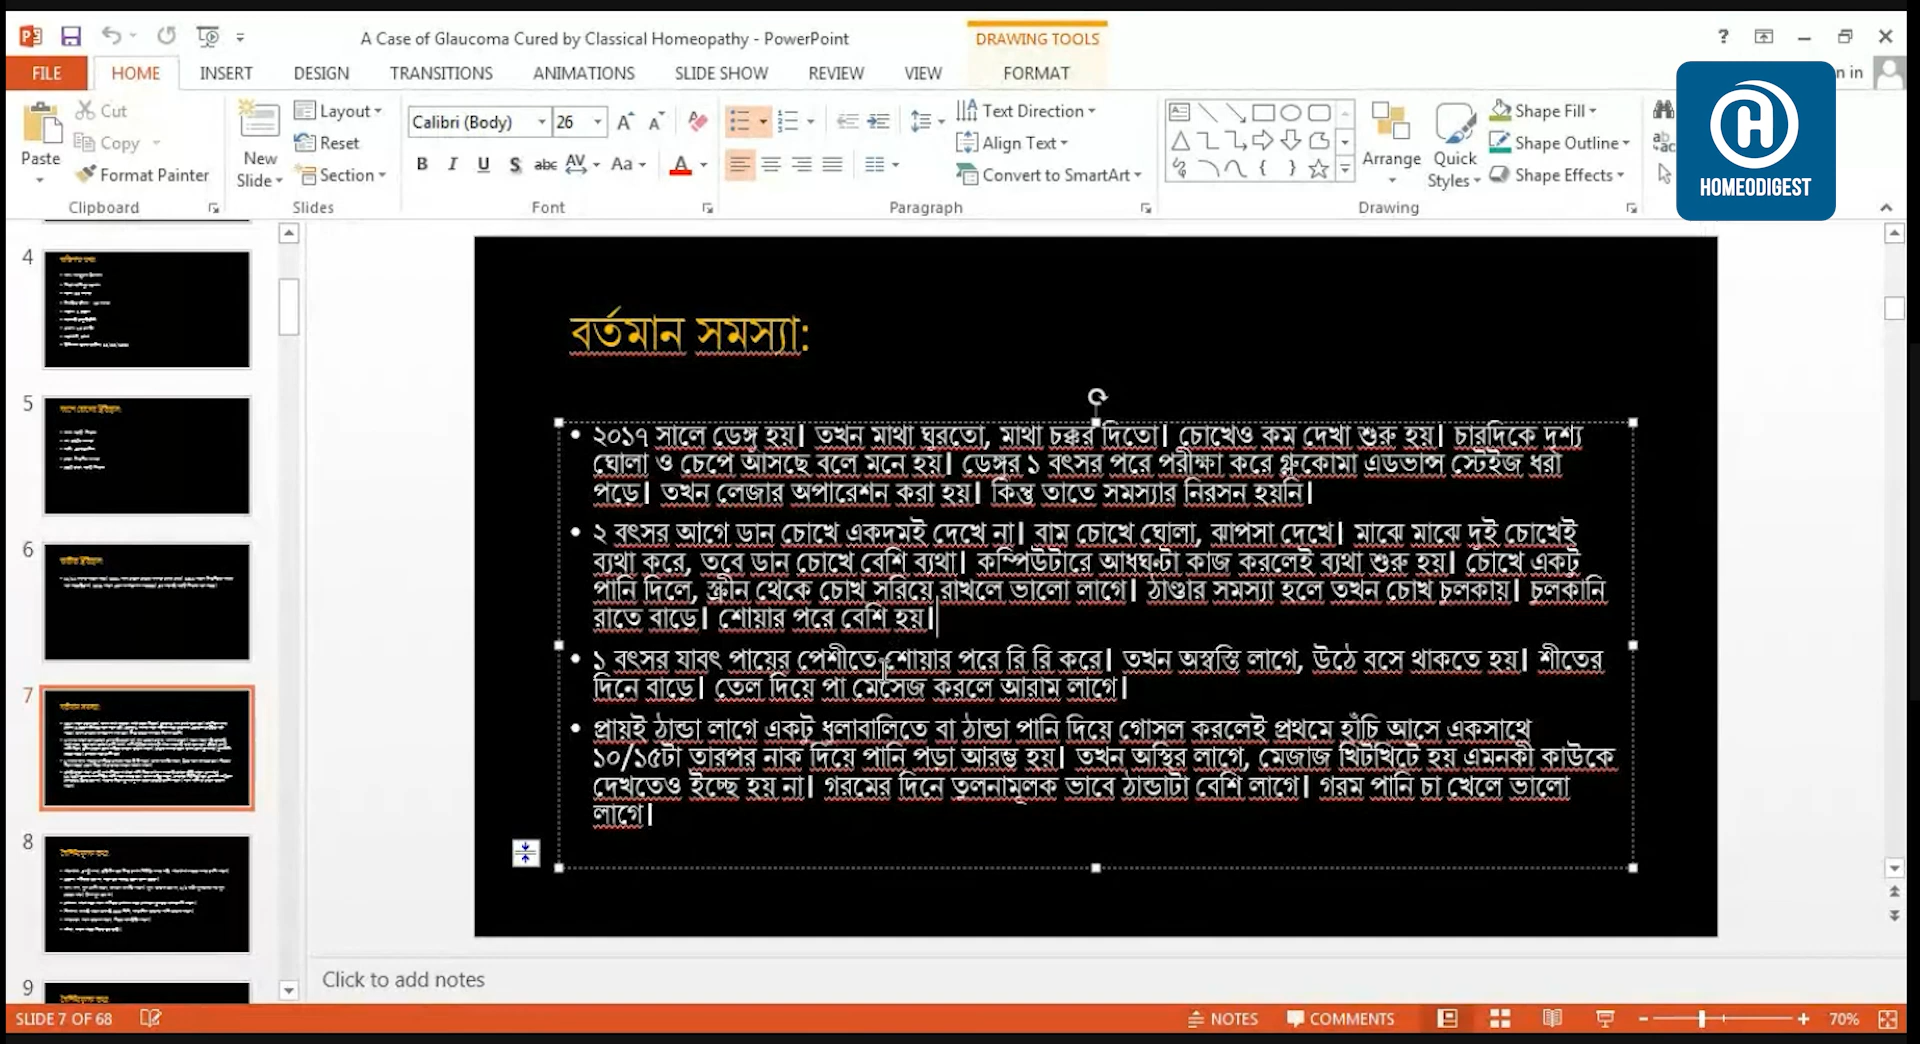 A Case of Glaucoma Cured by Classical Homeopathy - PowerPoint
DRAWING TOOLS
?
n in
FILE
HOME
INSERT
DESIGN
TRANSITIONS
ANIMATIONS
SLIDE SHOW
REVIEW
VIEW
FORMAT
Paste
Cut
Copy
Format Painter
Clipboard
New
Slide
Layout
Reset
Section
Slides
Calibri (Body)
26
Font
Text Direction
Align Text
Convert to SmartArt
Paragraph
Arrange
Quick
Styles
Shape Fill
Shape Outline
Shape Effects
Drawing
HOMEODIGEST
4
5
6
7
8
9
বর্তমান সমস্যা:
• ২০১৭ সালে ডেঙ্গু হয়। তখন মাথা ঘুরতো, মাথা চক্কর দিতো। চোখেও কম দেখা শুরু হয়। চারদিকে দৃশ্য
ঘোলা ও চেপে আসছে বলে মনে হয়। ডেঙ্গুর ১ বৎসর পরে পরীক্ষা করে গ্লুকোমা এডভান্স স্টেইজ ধরা
পড়ে। তখন লেজার অপারেশন করা হয়। কিন্তু তাতে সমস্যার নিরসন হয়নি।
• ২ বৎসর আগে ডান চোখে একদমই দেখে না। বাম চোখে ঘোলা, ঝাপসা দেখে। মাঝে মাঝে দুই চোখেই
ব্যথা করে, তবে ডান চোখে বেশি ব্যথা। কম্পিউটারে আধঘণ্টা কাজ করলেই ব্যথা শুরু হয়। চোখে একটু
পানি দিলে, স্ক্রীন থেকে চোখ সরিয়ে রাখলে ভালো লাগে। ঠাণ্ডার সমস্যা হলে তখন চোখ চুলকায়। চুলকানি
রাতে বাড়ে। শোয়ার পরে বেশি হয়।
• ১ বৎসর যাবৎ পায়ের পেশীতে শোয়ার পরে রি রি করে। তখন অস্বস্তি লাগে, উঠে বসে থাকতে হয়। শীতের
দিনে বাড়ে। তেল দিয়ে পা মেসেজ করলে আরাম লাগে।
• প্রায়ই ঠান্ডা লাগে একটু ধুলাবালিতে বা ঠান্ডা পানি দিয়ে গোসল করলেই প্রথমে হাঁচি আসে একসাথে
১০/১৫টা তারপর নাক দিয়ে পানি পড়া আরম্ভ হয়। তখন অস্থির লাগে, মেজাজ খিটখিটে হয় এমনকী কাউকে
দেখতেও ইচ্ছে হয় না। গরমের দিনে তুলনামূলক ভাবে ঠান্ডাটা বেশি লাগে। গরম পানি চা খেলে ভালো
লাগে।
Click to add notes
SLIDE 7 OF 68
NOTES
COMMENTS
70%